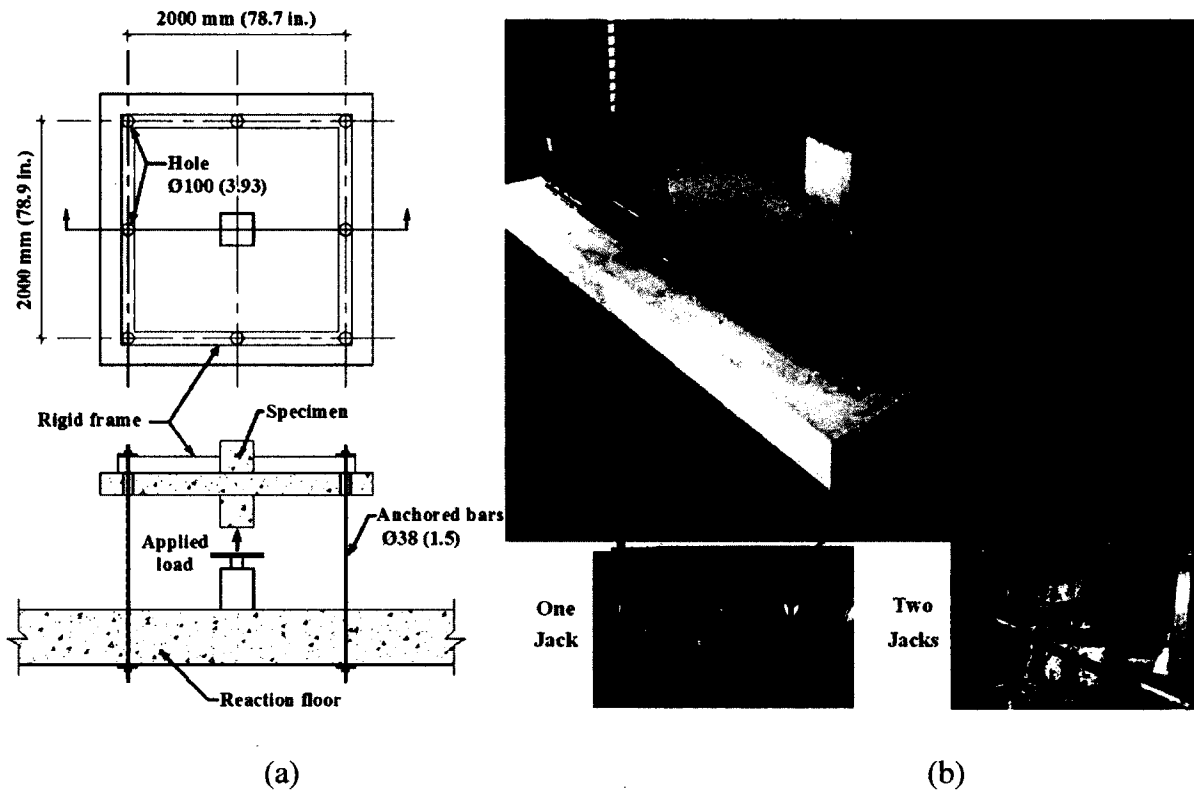 2000 mm (78.7 in.)
2000 mm (78.9 in.)
Hole
Ø100 (3.93)
Rigid frame
Specimen
Anchored bars
Ø38 (1.5)
Applied
load
Reaction floor
One
Jack
Two
Jacks
(a)
(b)